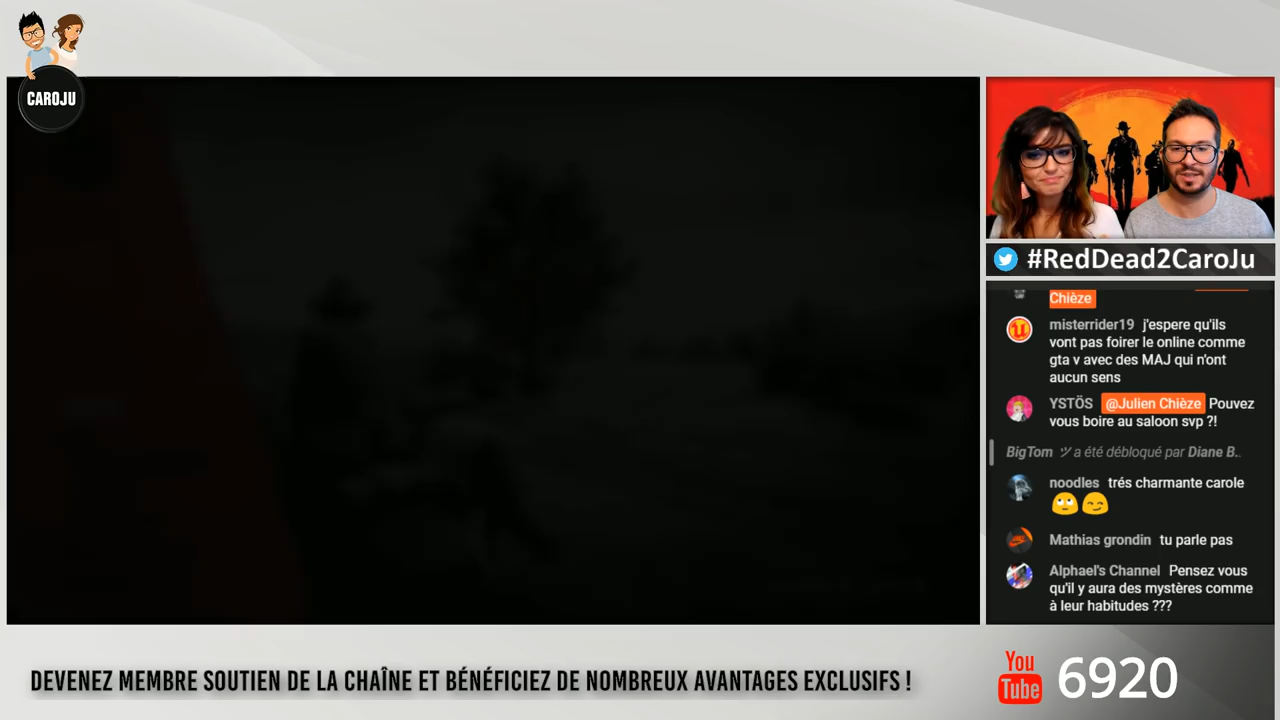 CAROJU
#RedDead2CaroJu
Chièze
misterrider19 j'espere qu'ils
vont pas foirer le online comme
gta v avec des MAJ qui n'ont
aucun sens
YSTÖS @Julien Chièze Pouvez
vous boire au saloon svp ?!
BigTom ツ a été débloqué par Diane B..
noodles trés charmante carole
🙄😏
Mathias grondin tu parle pas
Alphael's Channel Pensez vous
qu'il y aura des mystères comme
à leur habitudes ???
DEVENEZ MEMBRE SOUTIEN DE LA CHAÎNE ET BÉNÉFICIEZ DE NOMBREUX AVANTAGES EXCLUSIFS !
You
Tube
6920